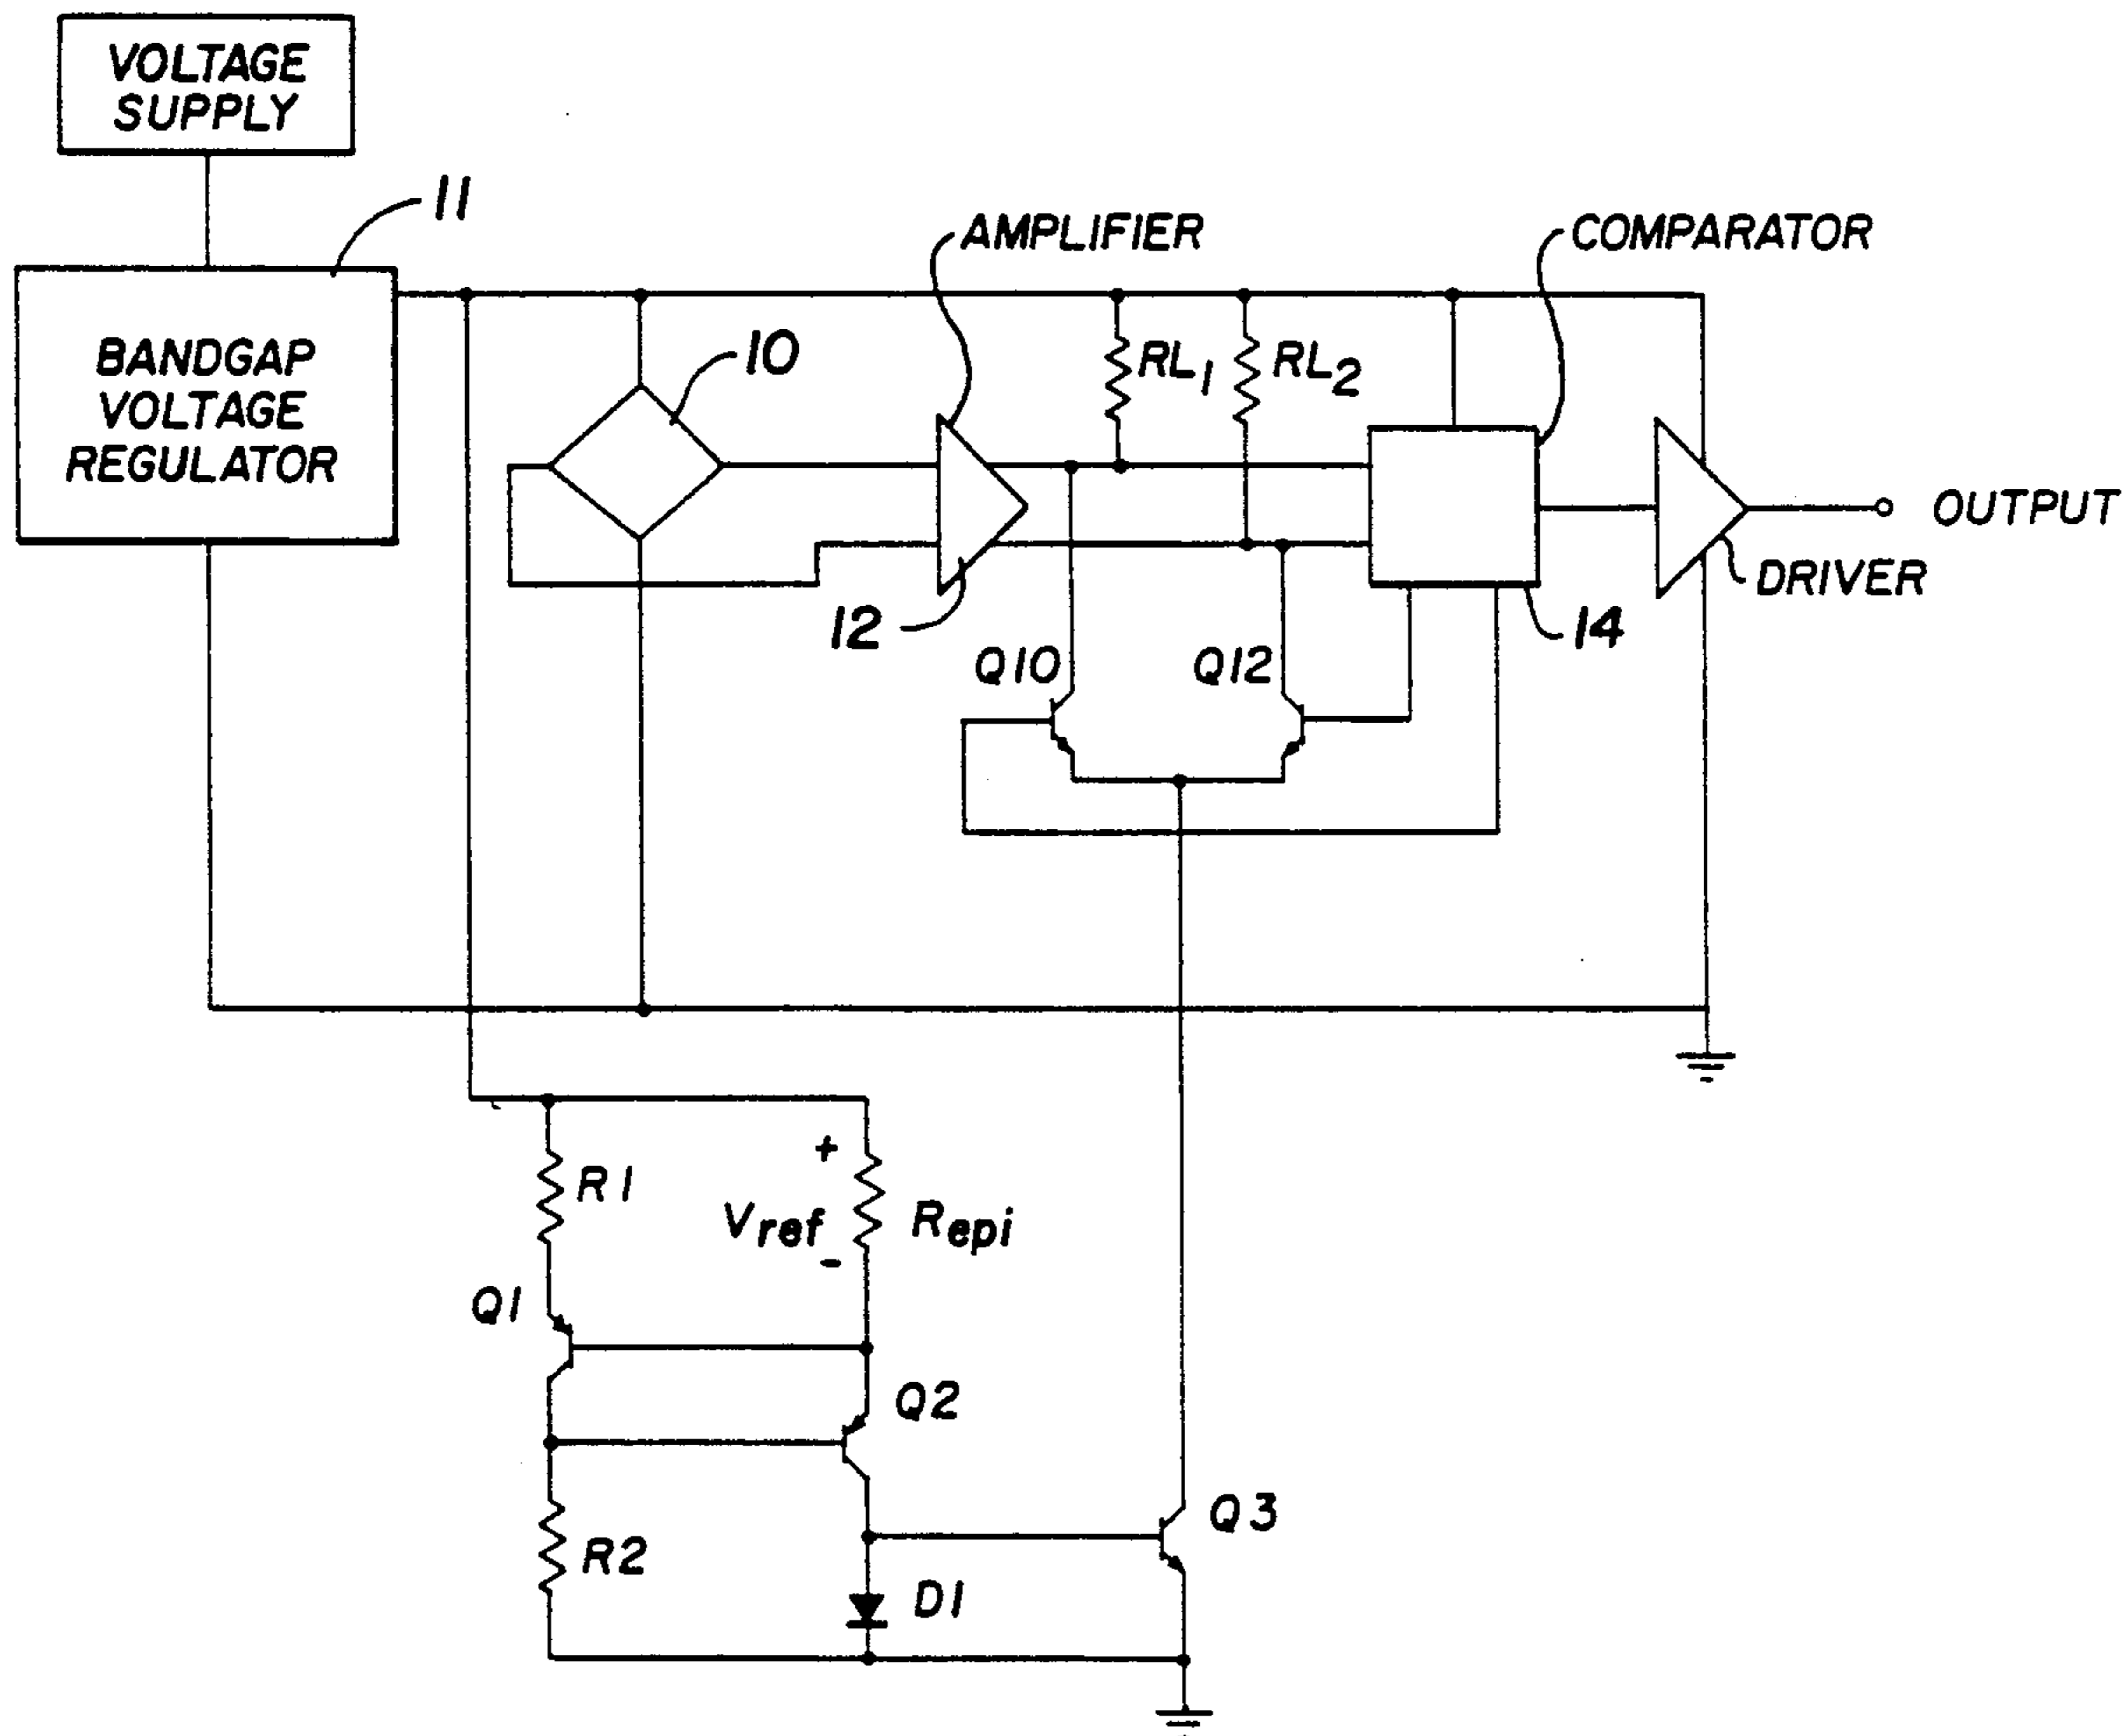 VOLTAGE
SUPPLY
11
BANDGAP
VOLTAGE
REGULATOR
AMPLIFIER
COMPARATOR
10
RL1
RL2
OUTPUT
DRIVER
12
14
Q10
Q12
R1
+
Vref
-
Repi
Q1
Q2
Q3
R2
D1